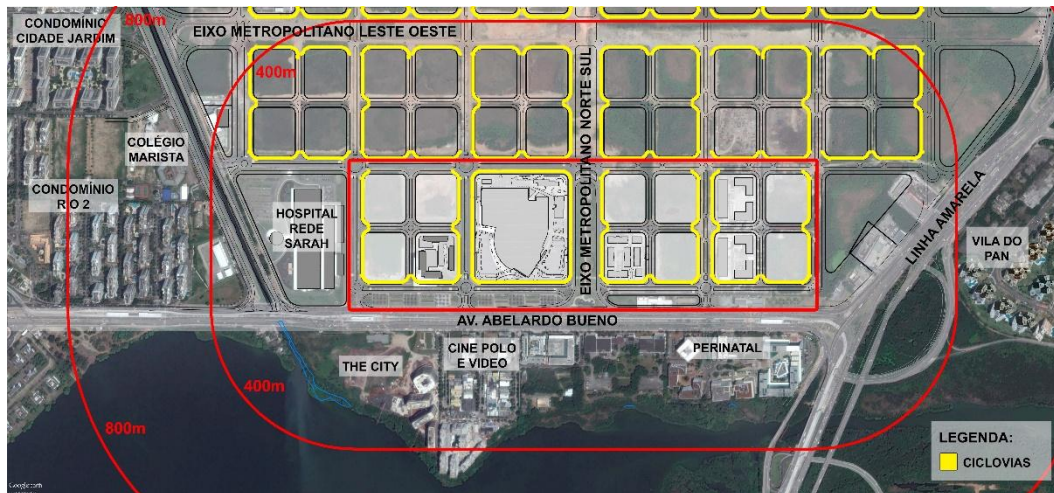 CONDOMÍNIO
CIDADE JARDIM
800m
EIXO METROPOLITANO LESTE OESTE
400m
EIXO METROPOLITANO NORTE SUL
COLÉGIO
MARISTA
CONDOMÍNIO
RIO 2
HOSPITAL
REDE
SARAH
LINHA AMARELA
VILA DO
PAN
AV. ABELARDO BUENO
THE CITY
CINE POLO
E VIDEO
PERINATAL
400m
800m
LEGENDA:
CICLOVIAS
Google earth